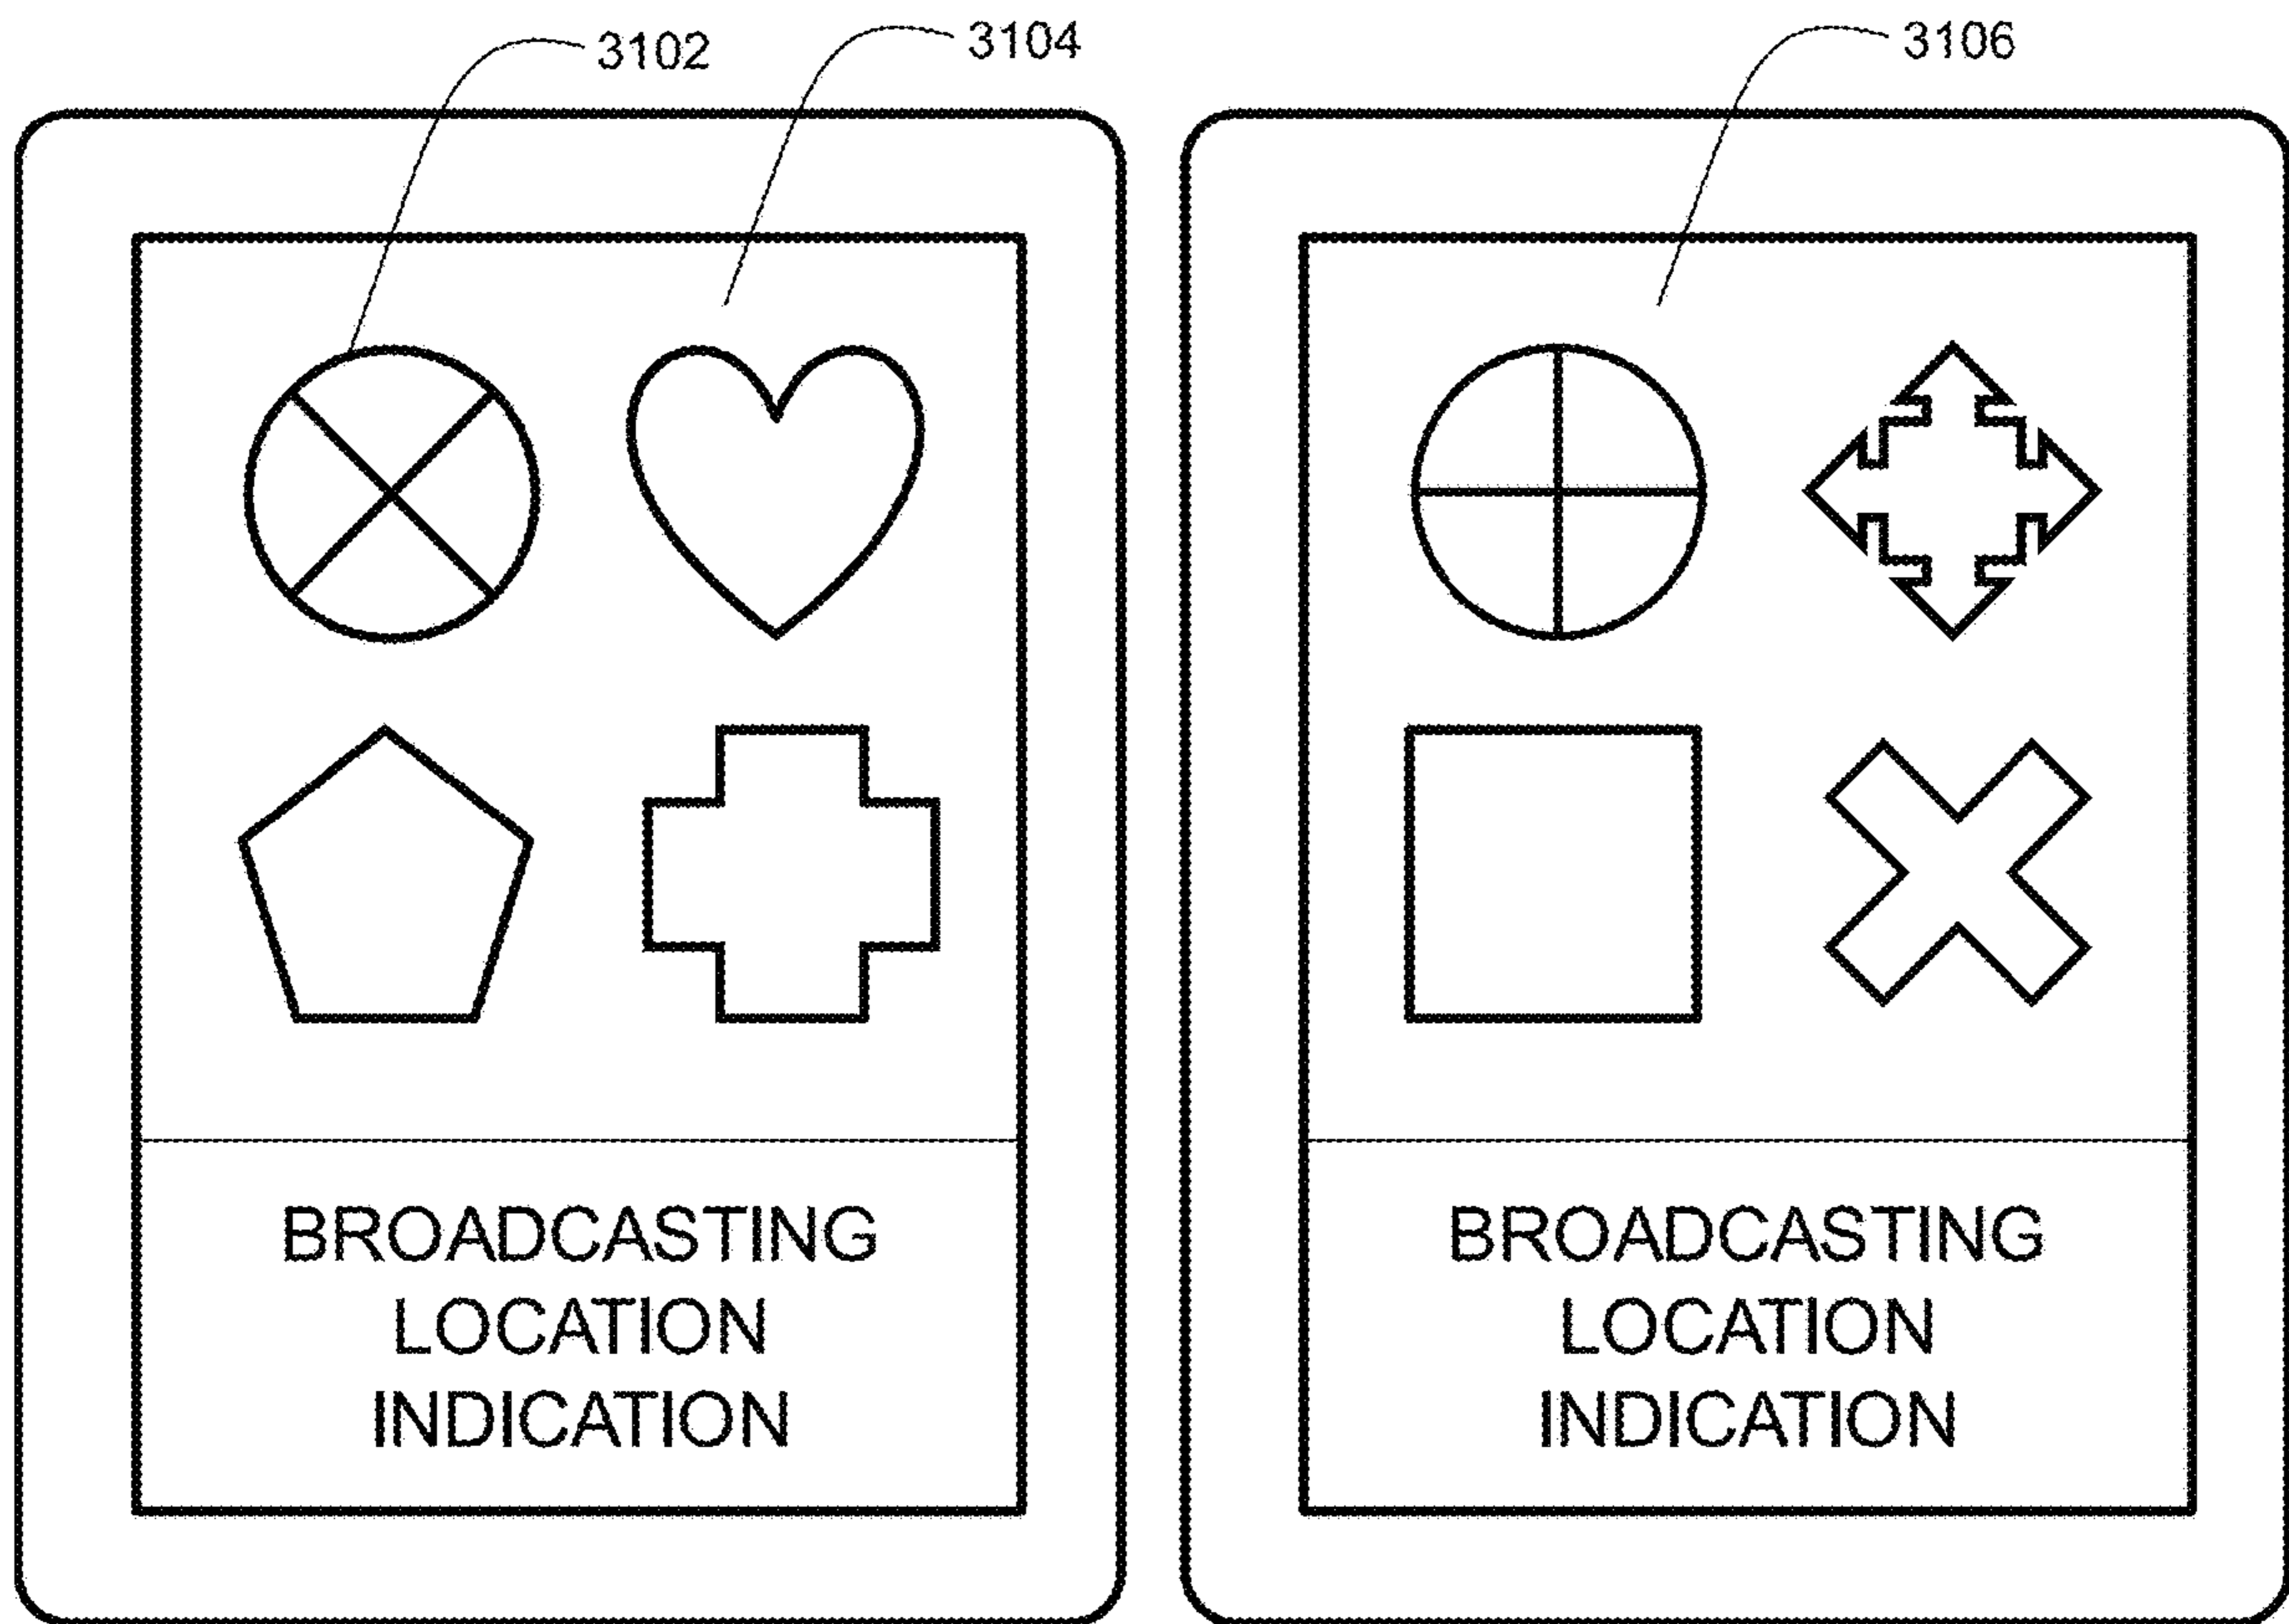 3102
3104
3106
BROADCASTING
LOCATION
INDICATION
BROADCASTING
LOCATION
INDICATION